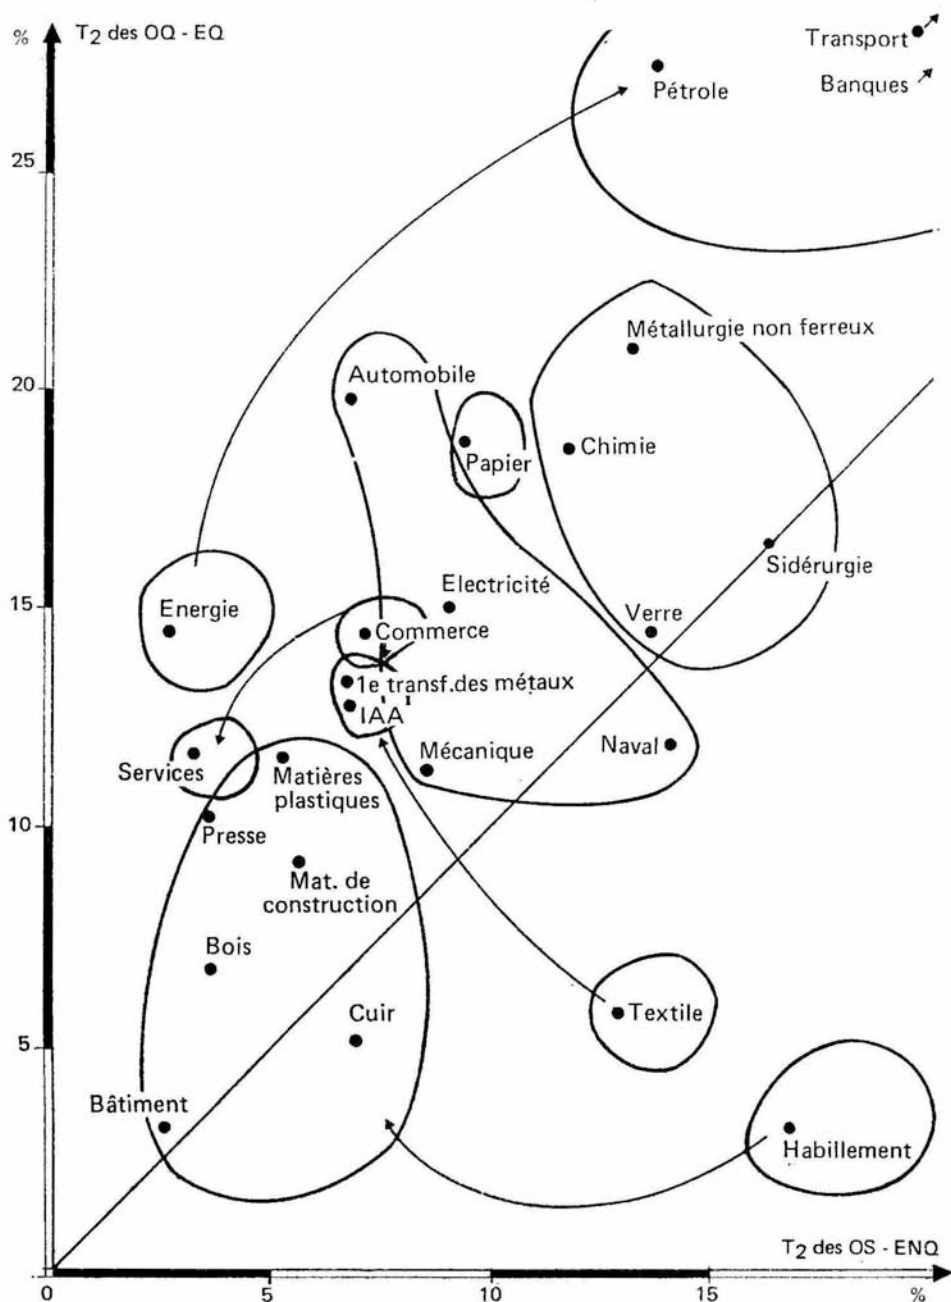 % T2 des OQ - EQ
Transport
Banques
Pétrole
25
Métallurgie non ferreux
20
Automobile
Papier
Chimie
Sidérurgie
Electricité
15
Energie
Verre
Commerce
1e transf.des métaux
IAA
Mécanique
Naval
Services
Matières
plastiques
10
Presse
Mat. de
construction
Bois
Textile
Cuir
5
Bâtiment
Habillement
T2 des OS - ENQ
0 5 10 15 %